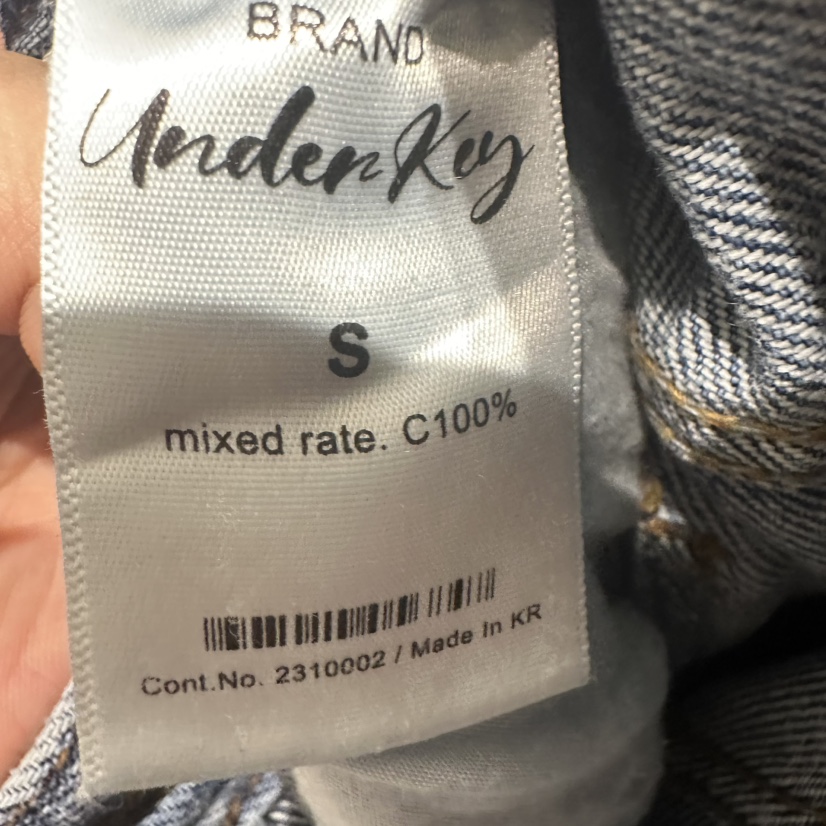 BRAND
UnderKey
S
mixed rate. C100%
Cont.No. 2310002 / Made In KR